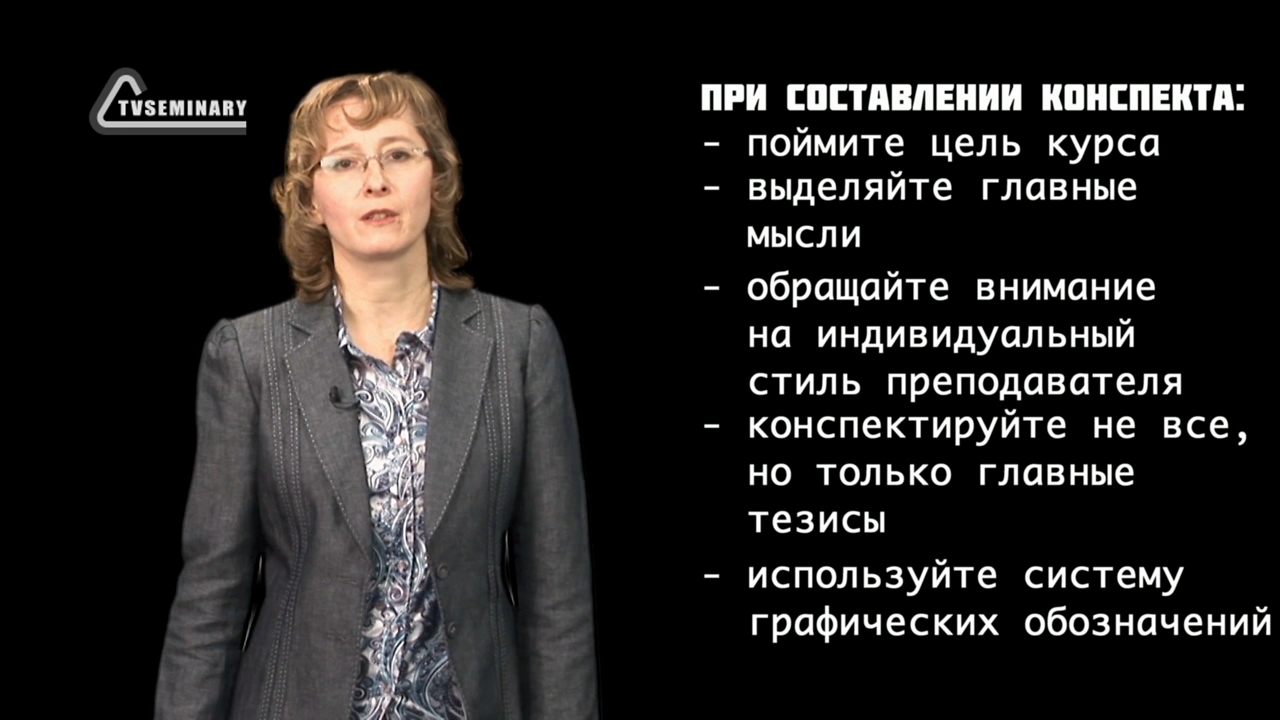 TVSEMINARY
ПРИ СОСТАВЛЕНИИ КОНСПЕКТА:
- поймите цель курса
- выделяйте главные
мысли
- обращайте внимание
на индивидуальный
стиль преподавателя
- конспектируйте не все,
но только главные
тезисы
- используйте систему
графических обозначений